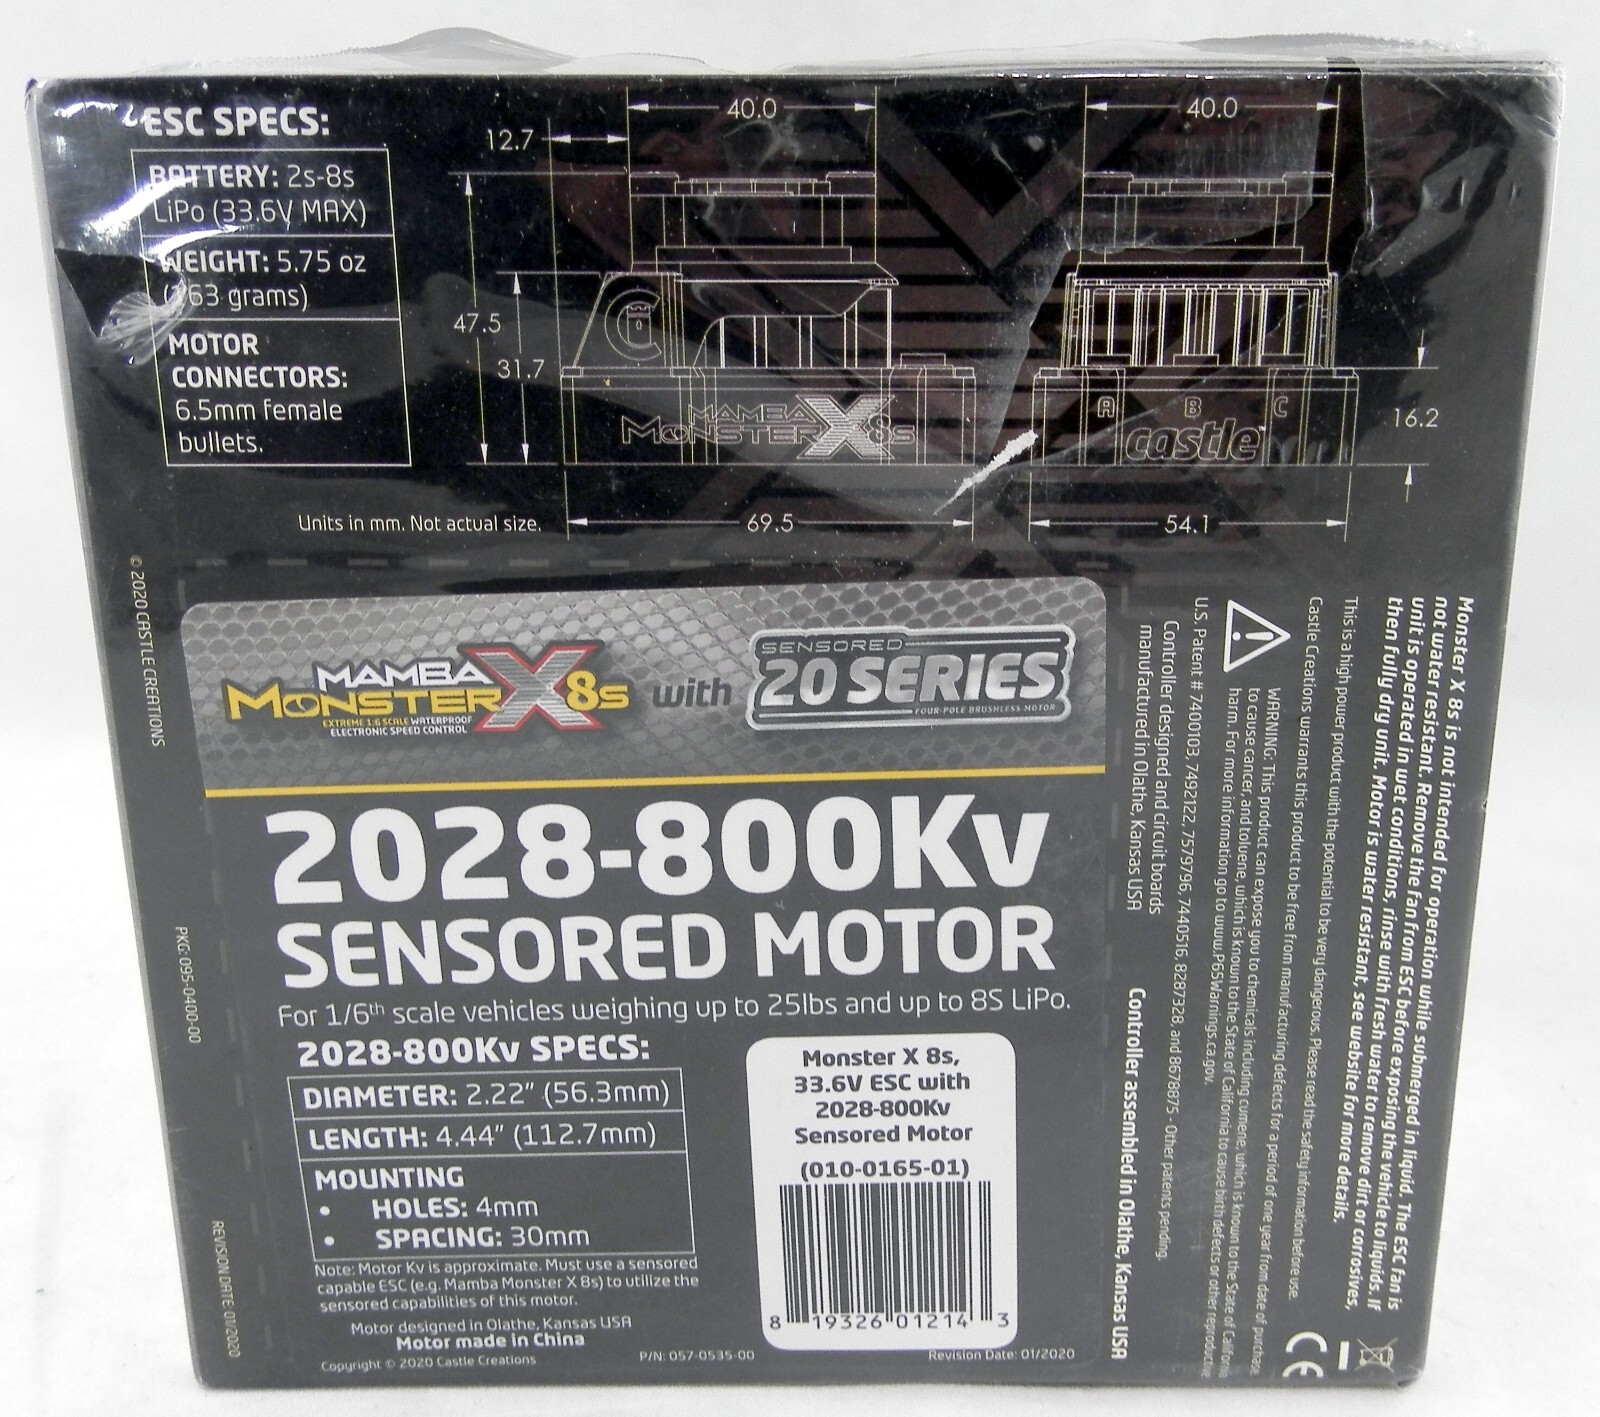 ESC SPECS:
BATTERY: 2s-8s
LiPo (33.6V MAX)
WEIGHT: 5.75 oz
63 grams)
MOTOR
CONNECTORS:
6.5mm female
bullets.
40.0
40.0
12.7
47.5
31.7
16.2
C
MAMBA
MONSTER X 8s
A B C
castle™
69.5
54.1
Units in mm. Not actual size.
© 2020 CASTLE CREATIONS
PKG: 095-0400-00
REVISION DATE: 01/2020
MAMBA
MONSTER X 8s
EXTREME 1:6 SCALE WATERPROOF
ELECTRONIC SPEED CONTROL
with
SENSORED
20 SERIES
FOUR-POLE BRUSHLESS MOTOR
2028-800Kv
SENSORED MOTOR
For 1/6th scale vehicles weighing up to 25lbs and up to 8S LiPo.
2028-800Kv SPECS:
DIAMETER: 2.22" (56.3mm)
LENGTH: 4.44" (112.7mm)
MOUNTING
• HOLES: 4mm
• SPACING: 30mm
Note: Motor Kv is approximate. Must use a sensored
capable ESC (e.g. Mamba Monster X 8s) to utilize the
sensored capabilities of this motor.
Motor designed in Olathe, Kansas USA
Motor made in China
Copyright © 2020 Castle Creations
P/N: 057-0535-00
Revision Date: 01/2020
Monster X 8s,
33.6V ESC with
2028-800Kv
Sensored Motor
(010-0165-01)
8 19326 01214 3
Monster X 8s is not intended for operation while submerged in liquid. The ESC fan is
not water resistant. Remove the fan from ESC before exposing the vehicle to liquids. If
unit is operated in wet conditions, rinse with fresh water to remove dirt or corrosives,
then fully dry unit. Motor is water resistant, see website for more details.
This is a high power product with the potential to be very dangerous. Please read the safety information before use.
Castle Creations warrants this product to be free from manufacturing defects for a period of one year from date of purchase.
WARNING: This product can expose you to chemicals including cumene, which is known to the State of California
to cause cancer, and toluene, which is known to the State of California to cause birth defects or other reproductive
harm. For more information go to www.P65Warnings.ca.gov.
U.S. Patent # 7400103, 7492122, 7579796, 7440516, 8287328, and 8678875 - Other patents pending.
Controller designed and circuit boards
manufactured in Olathe, Kansas USA
Controller assembled in Olathe, Kansas USA
CE